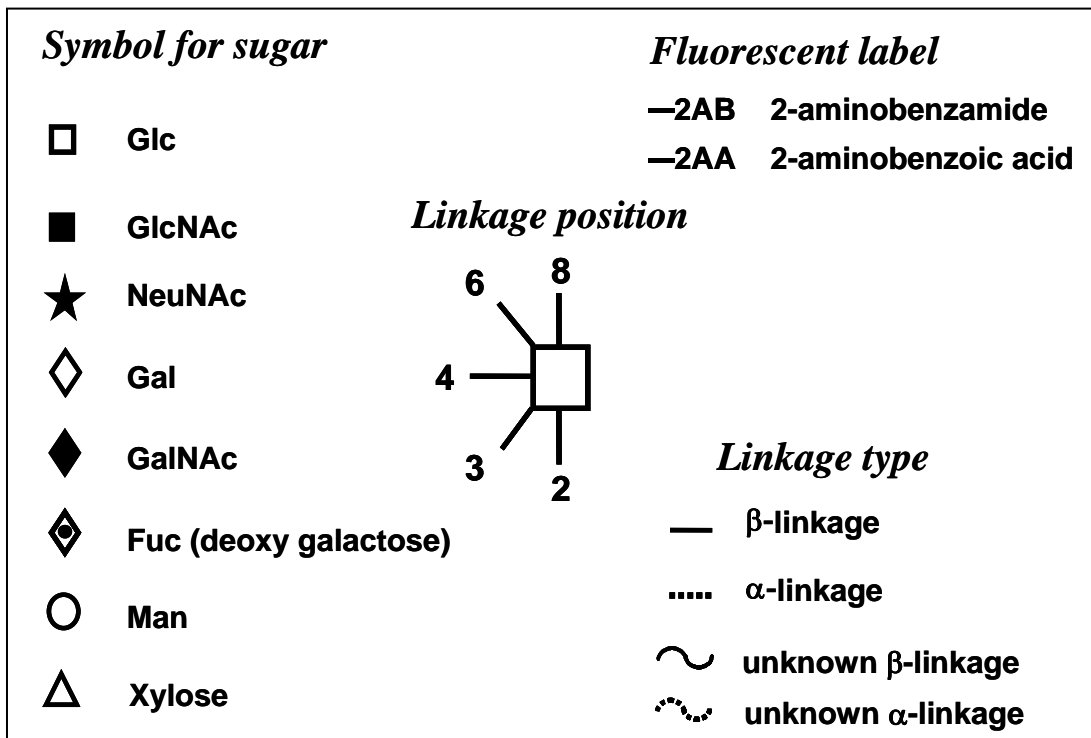 Symbol for sugar
Glc
GlcNAc
NeuNAc
Gal
GalNAc
Fuc (deoxy galactose)
Man
Xylose
Fluorescent label
—2AB 2-aminobenzamide
—2AA 2-aminobenzoic acid
Linkage position
8
6
4
3
2
Linkage type
β-linkage
α-linkage
unknown β-linkage
unknown α-linkage